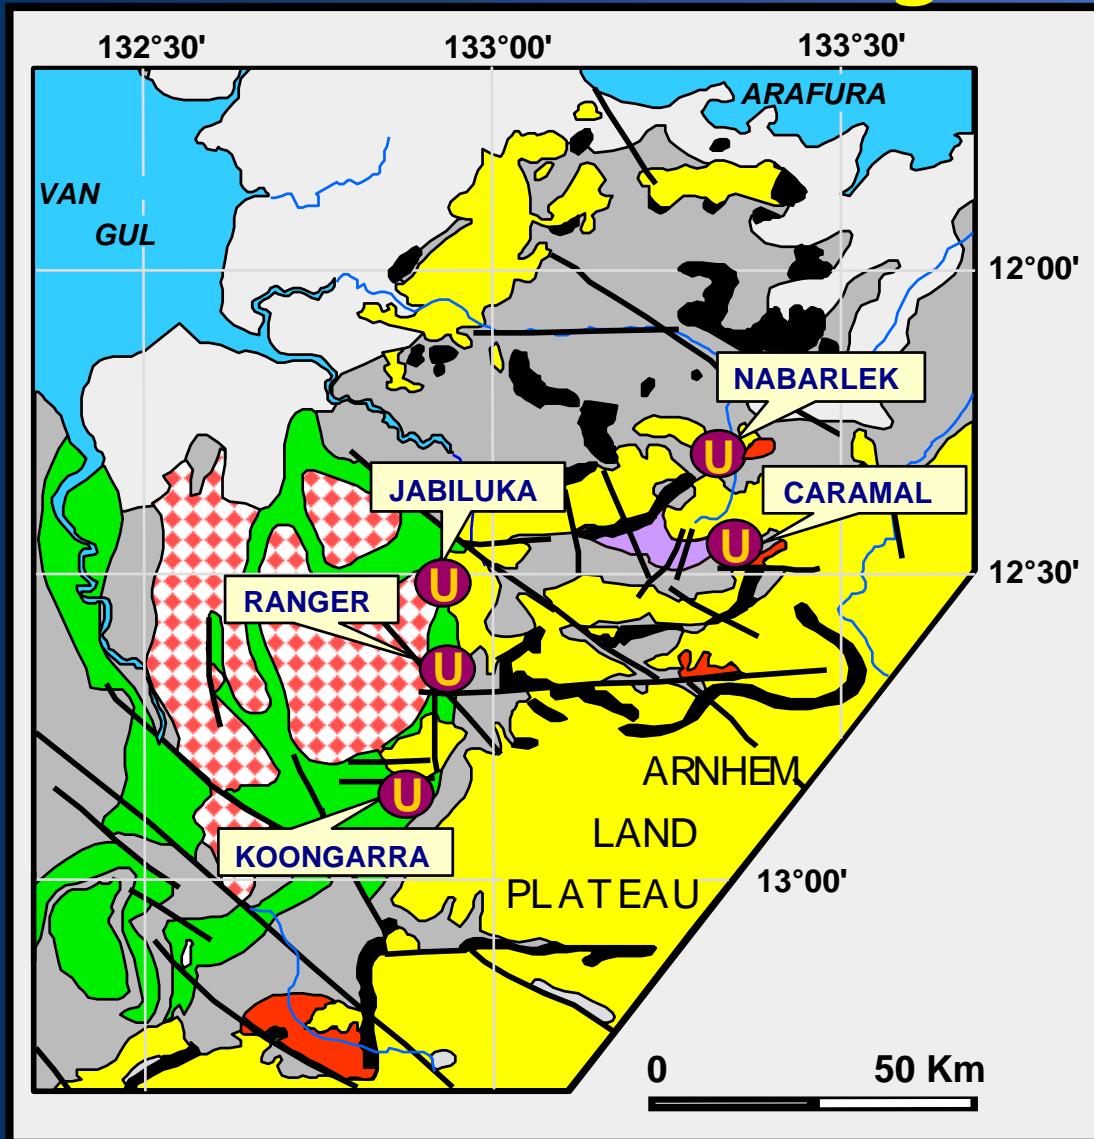 132°30' 133°00' 133°30'
ARAFURA
VAN
GUL
12°00'
NABARLEK
U
JABILUKA
CARAMAL
U
12°30'
U
RANGER
U
ARNHEM
U
LAND
KOONGARRA
13°00'
PLATEAU
0 50 Km